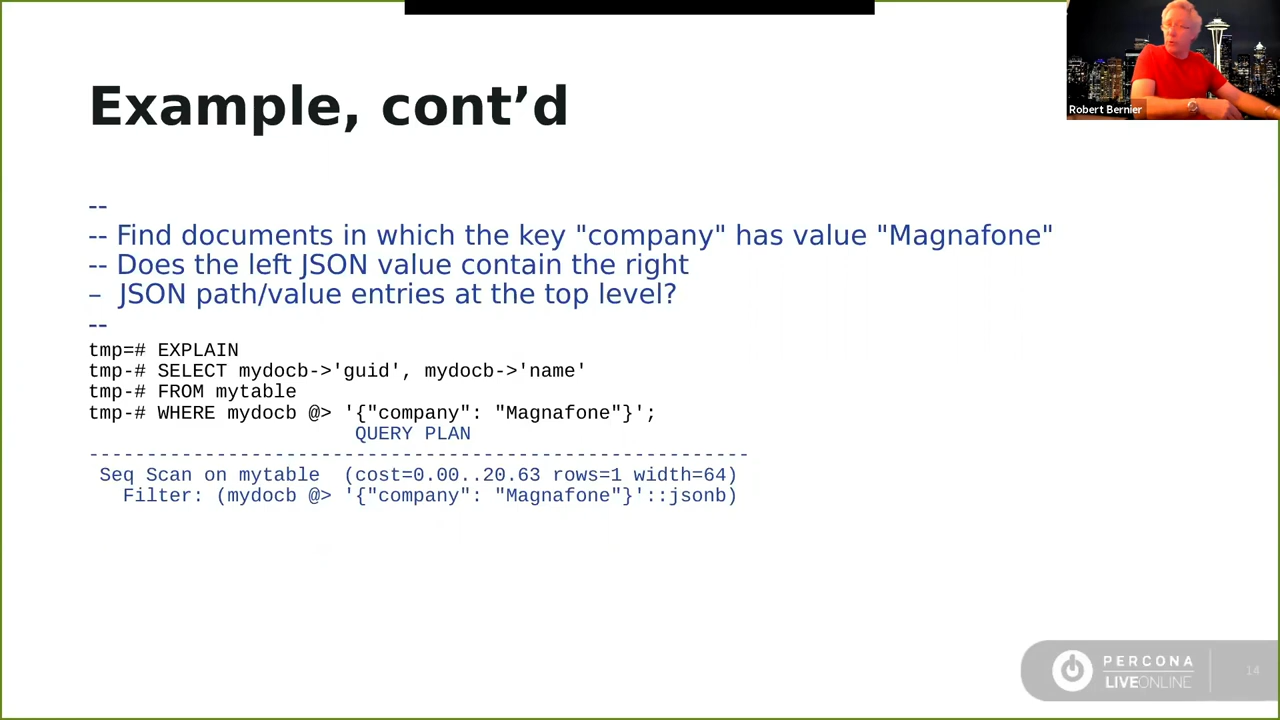 Robert Bernier
Example, cont’d
--
-- Find documents in which the key "company" has value "Magnafone"
-- Does the left JSON value contain the right
– JSON path/value entries at the top level?
--
tmp=# EXPLAIN
tmp-# SELECT mydocb->'guid', mydocb->'name'
tmp-# FROM mytable
tmp-# WHERE mydocb @> '{"company": "Magnafone"}';
QUERY PLAN
---------------------------------------------------------
Seq Scan on mytable  (cost=0.00..20.63 rows=1 width=64)
Filter: (mydocb @> '{"company": "Magnafone"}'::jsonb)
PERCONA
LIVEONLINE
14